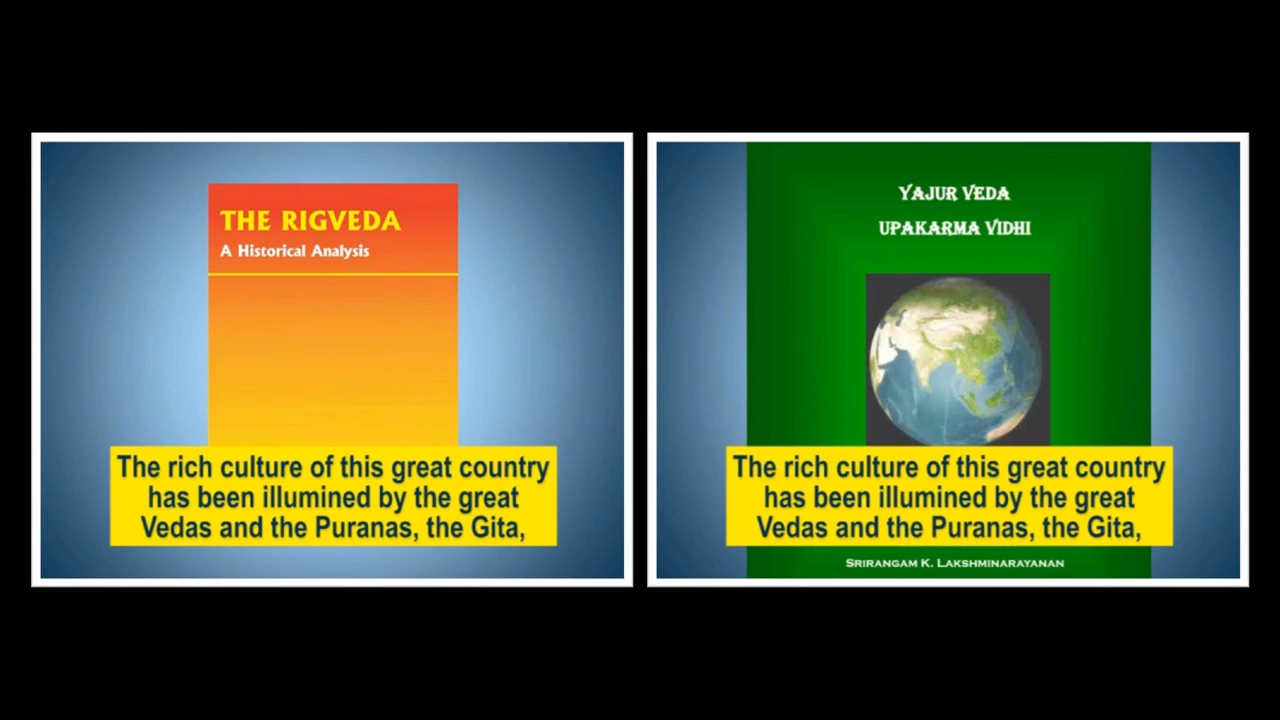 THE RIGVEDA
A Historical Analysis
The rich culture of this great country
has been illumined by the great
Vedas and the Puranas, the Gita,
YAJUR VEDA
UPAKARMA VIDHI
The rich culture of this great country
has been illumined by the great
Vedas and the Puranas, the Gita,
SRIRANGAM K. LAKSHMINARAYANAN